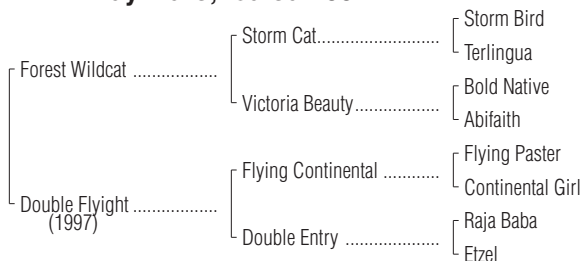 Storm Bird
Storm Cat........................
Terlingua
Forest Wildcat .................
Bold Native
Victoria Beauty.................
Abifaith
Flying Paster
Flying Continental ...........
Continental Girl
Double Flyight .................
(1997)
Raja Baba
Double Entry ...................
Etzel